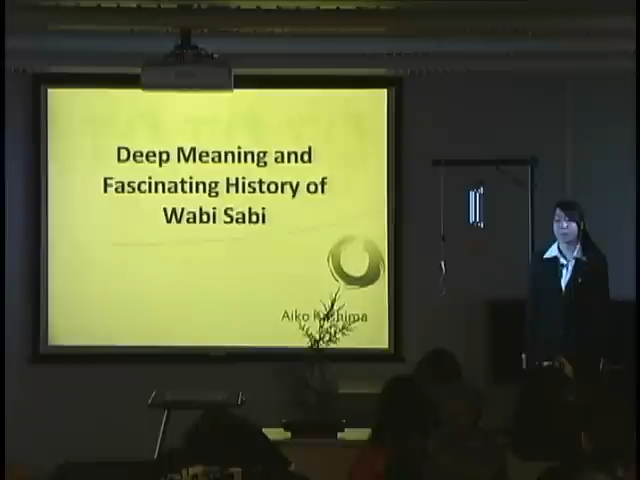 Deep Meaning and
Fascinating History of
Wabi Sabi
Aiko